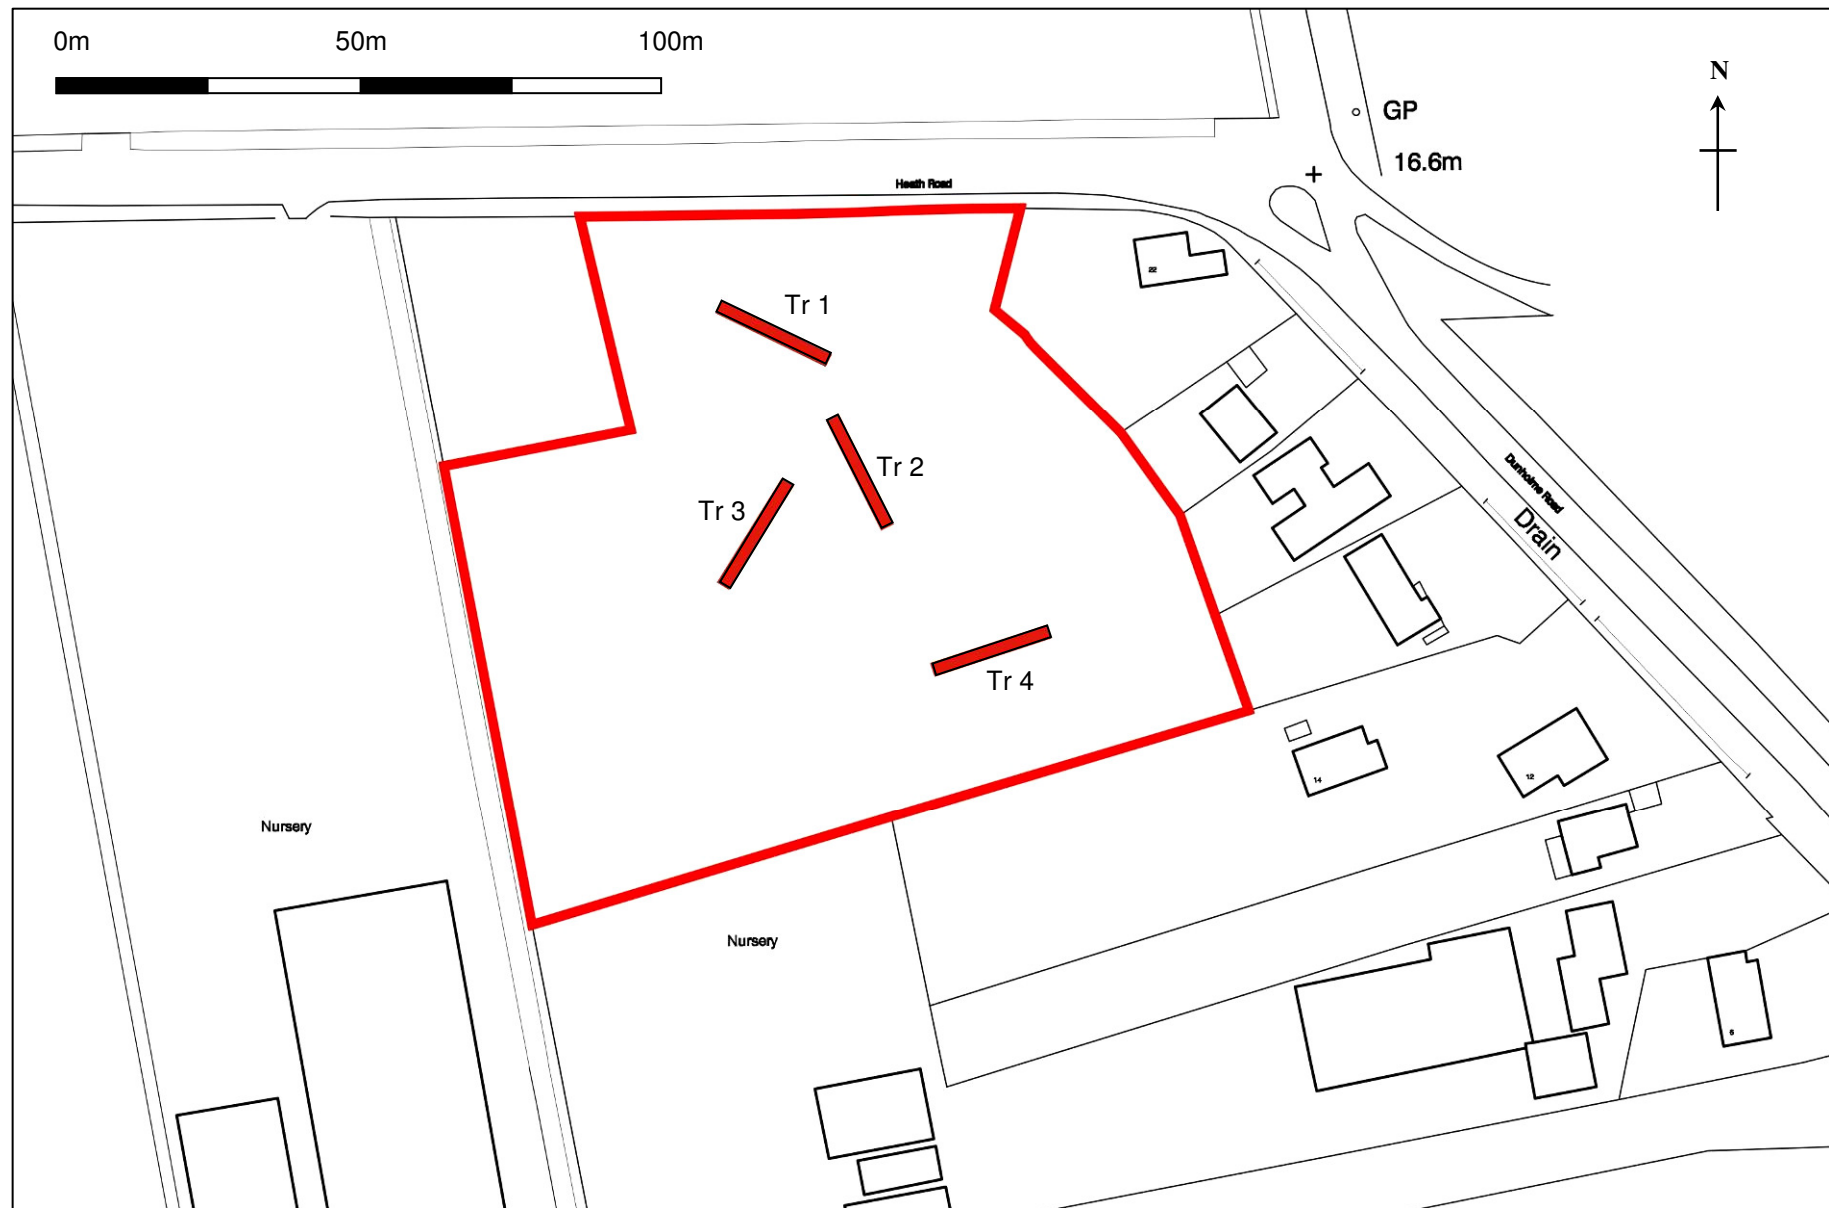 0m 50m 100m
N
GP
16.6m
Heath Road
22
Tr 1
Tr 2
Tr 3
Dunholme Road
Drain
Tr 4
14
12
Nursery
Nursery
6